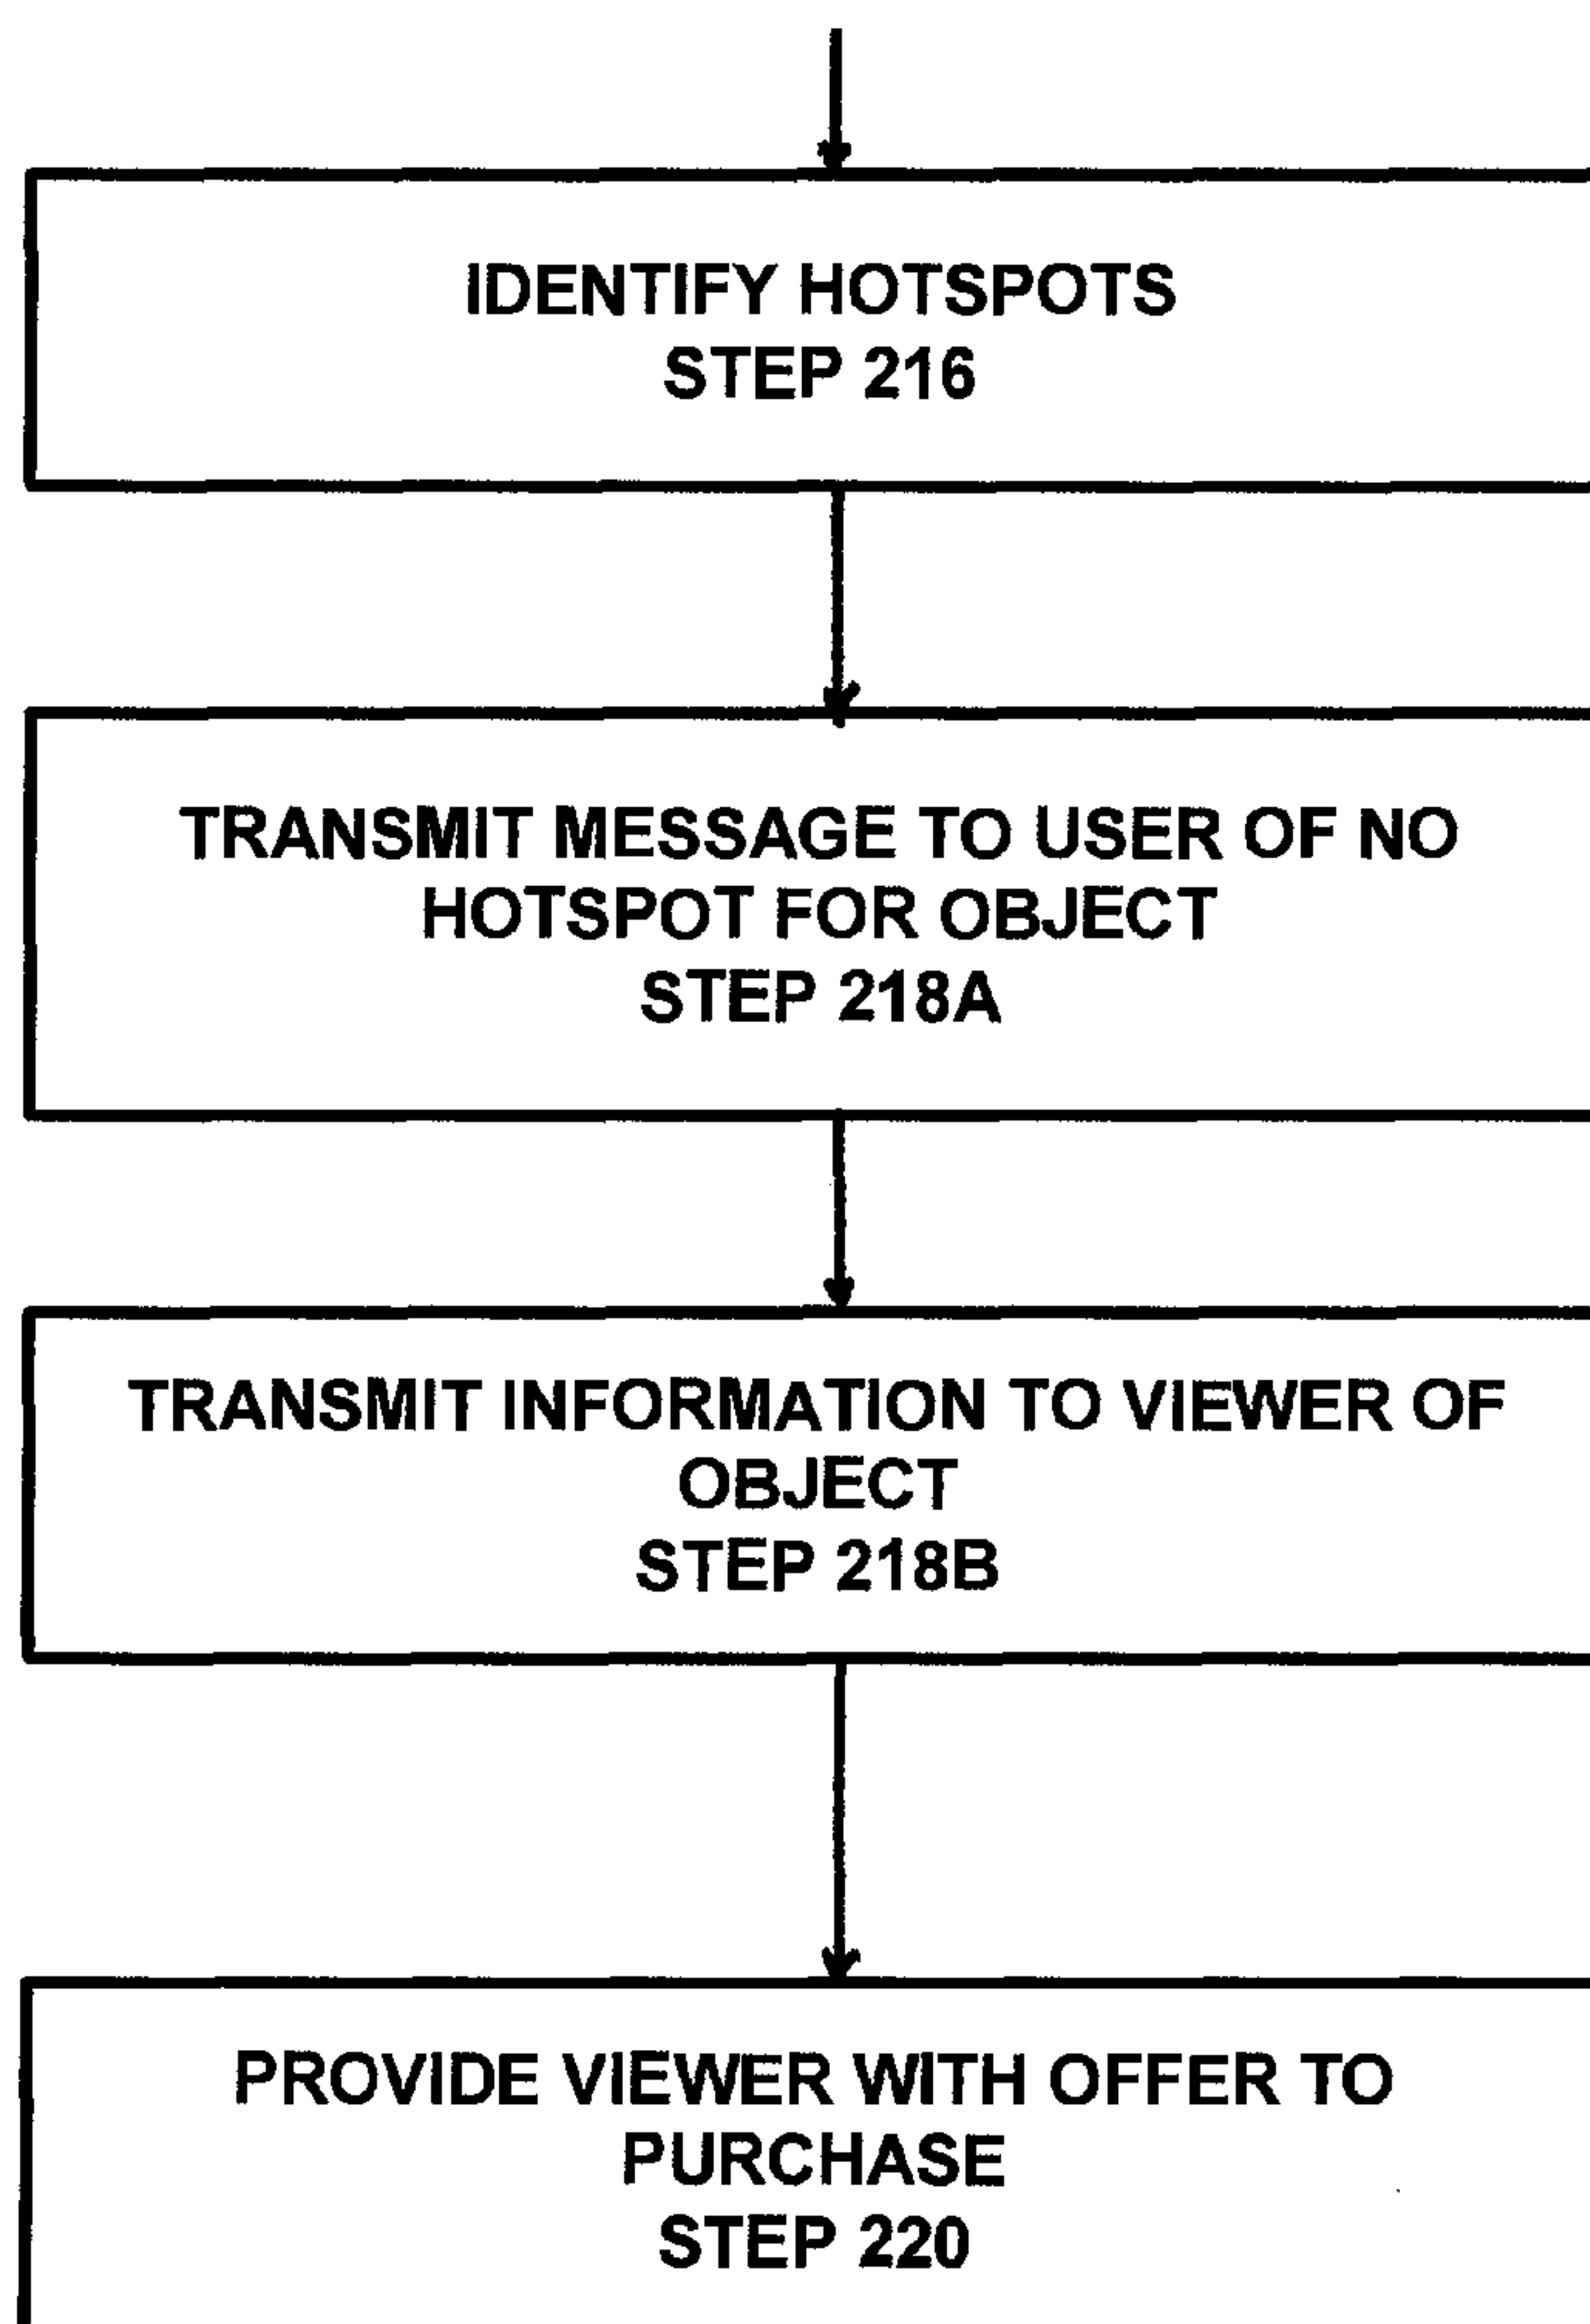 IDENTIFY HOTSPOTS
STEP 216
TRANSMIT MESSAGE TO USER OF NO
HOTSPOT FOR OBJECT
STEP 218A
TRANSMIT INFORMATION TO VIEWER OF
OBJECT
STEP 218B
PROVIDE VIEWER WITH OFFER TO
PURCHASE
STEP 220